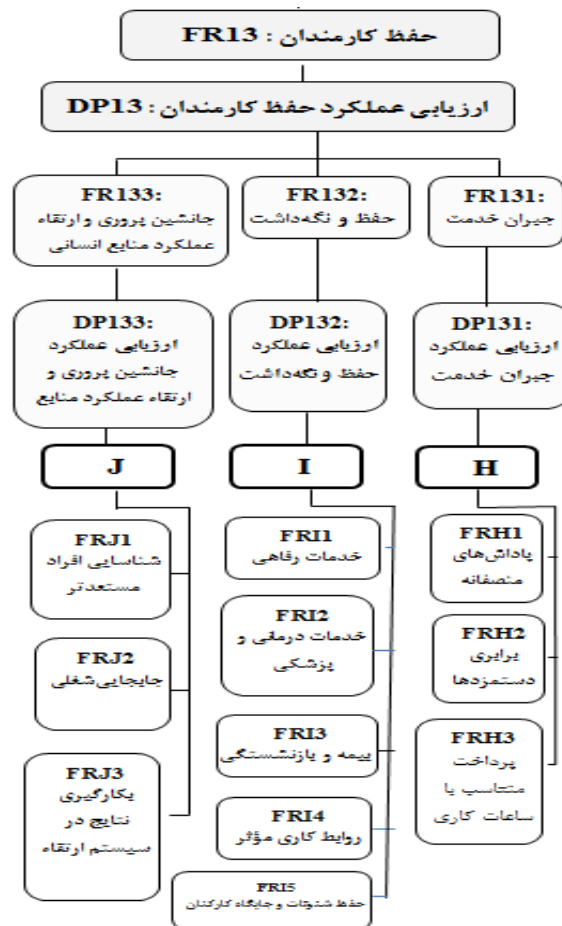 حفظ کارمندان : FR13
ارزیابی عملکرد حفظ کارمندان : DP13
FR131:
جبران خدمت
FR132:
حفظ و نگه‌داشت
FR133:
جانشین پروری و ارتقاء
عملکرد منابع انسانی
DP131:
ارزیابی عملکرد
جبران خدمت
DP132:
ارزیابی عملکرد
حفظ و نگه‌داشت
DP133:
ارزیابی عملکرد
جانشین پروری و
ارتقاء عملکرد منابع
H
I
J
FRH1
پاداش‌های
منصفانه
FRH2
برابری
دستمزدها
FRH3
پرداخت
متناسب با
ساعات کاری
FRI1
خدمات رفاهی
FRI2
خدمات درمانی و
پزشکی
FRI3
بیمه و بازنشستگی
FRI4
روابط کاری مؤثر
FRI5
حفظ شئونات و جایگاه کارکنان
FRJ1
شناسایی افراد
مستعدتر
FRJ2
جابجایی شغلی
FRJ3
بکارگیری
نتایج در
سیستم ارتقاء